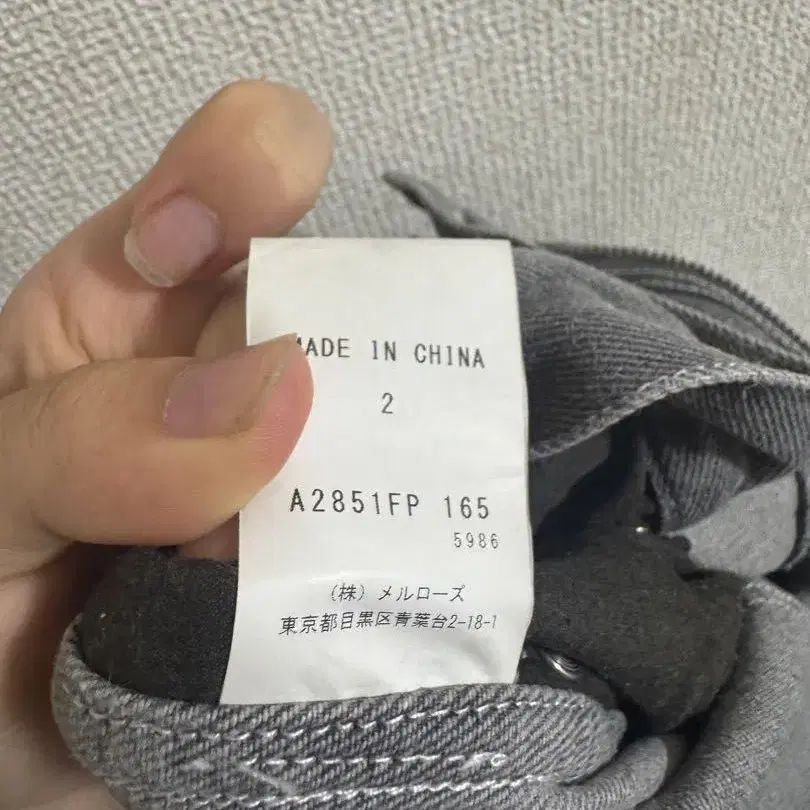 MADE IN CHINA
2
A2851FP 165
5986
(株) メルローズ
東京都目黒区青葉台2-18-1